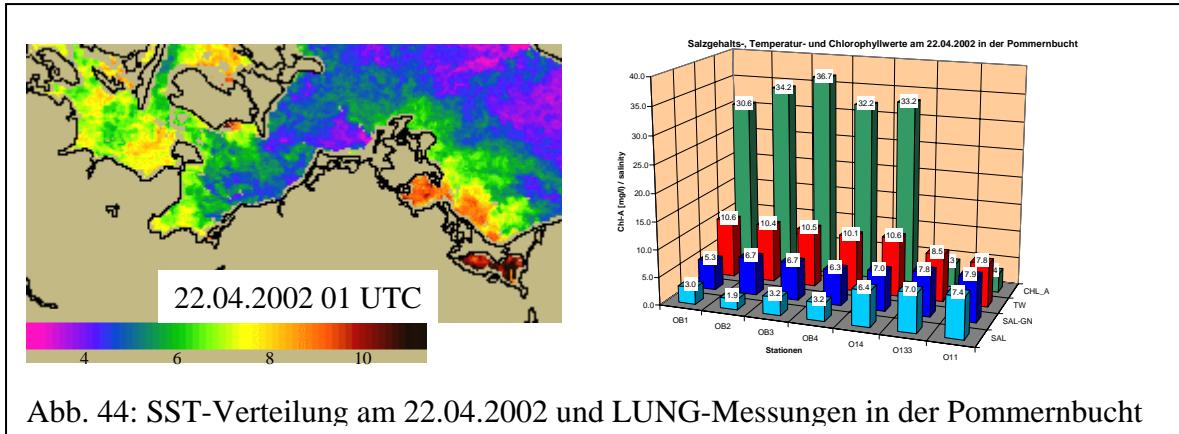 22.04.2002 01 UTC
4 6 8 10
Salzgehalts-, Temperatur- und Chlorophyllwerte am 22.04.2002 in der Pommernbucht
Chl-A [mg/l] / salinity
40.0
35.0
30.0
25.0
20.0
15.0
10.0
5.0
0.0
30.6 34.2 36.7 32.2 33.2
10.6 10.4 10.5 10.1 10.6 8.5 7.8
5.3 6.7 6.7 6.3 7.0 7.8 7.9
3.0 1.9 3.2 3.2 6.4 7.0 7.4
OB1 OB2 OB3 OB4 O14 O133 O11
Stationen
CHL_A
TW
SAL-GN
SAL
Abb. 44: SST-Verteilung am 22.04.2002 und LUNG-Messungen in der Pommernbucht